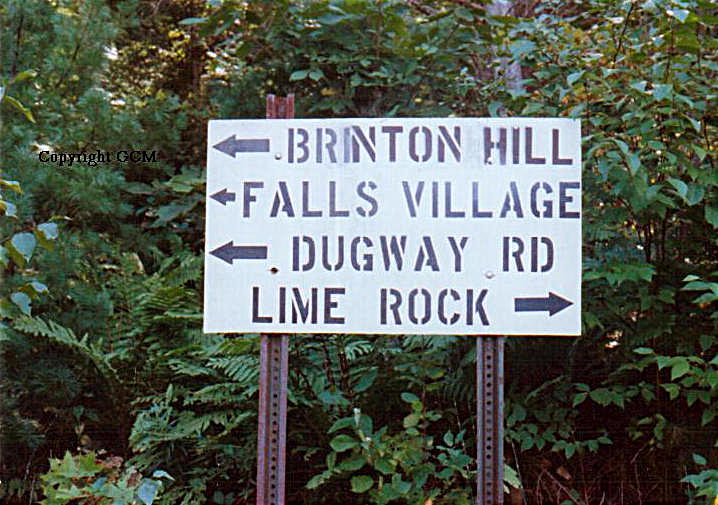 Copyright GCM
← BRINTON HILL
← FALLS VILLAGE
← DUGWAY RD
LIME ROCK →